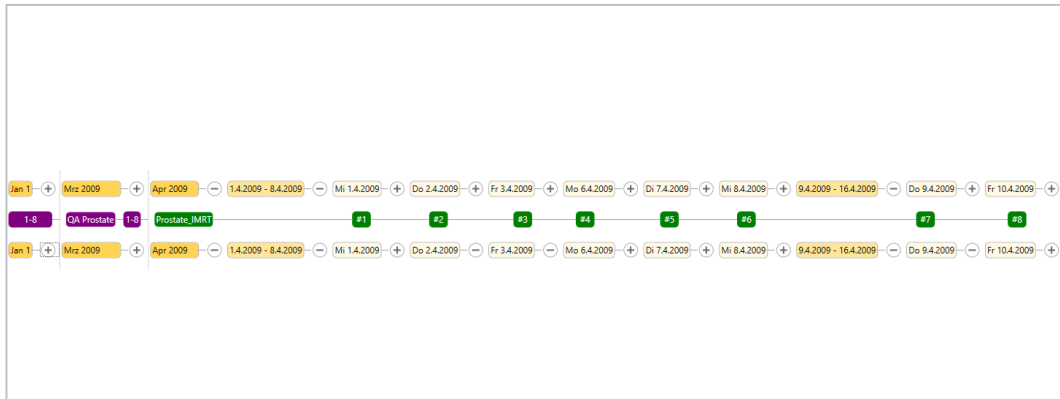 Jan 1 Mrz 2009 Apr 2009 1.4.2009 - 8.4.2009 Mi 1.4.2009 Do 2.4.2009 Fr 3.4.2009 Mo 6.4.2009 Di 7.4.2009 Mi 8.4.2009 9.4.2009 - 16.4.2009 Do 9.4.2009 Fr 10.4.2009
1-8 QA Prostate 1-8 Prostate_IMRT #1 #2 #3 #4 #5 #6 #7 #8
Jan 1 Mrz 2009 Apr 2009 1.4.2009 - 8.4.2009 Mi 1.4.2009 Do 2.4.2009 Fr 3.4.2009 Mo 6.4.2009 Di 7.4.2009 Mi 8.4.2009 9.4.2009 - 16.4.2009 Do 9.4.2009 Fr 10.4.2009